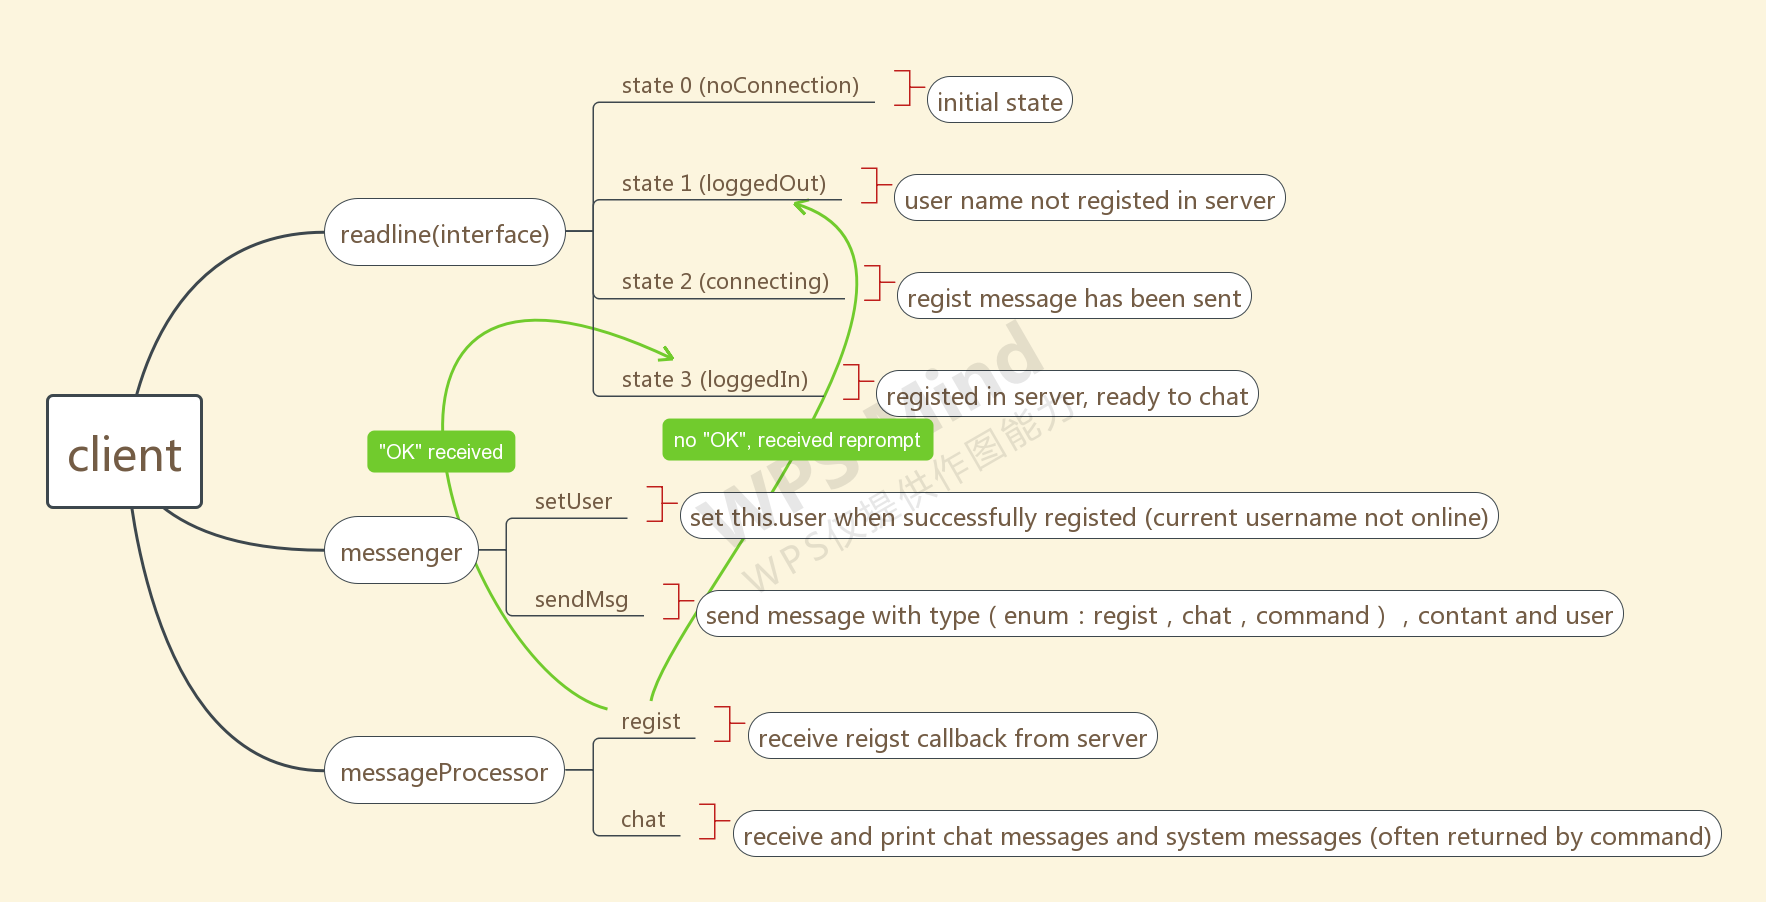 state 0 (noConnection)
initial state
state 1 (loggedOut)
user name not registed in server
readline(interface)
state 2 (connecting)
regist message has been sent
state 3 (loggedIn)
registed in server, ready to chat
client
"OK" received
no "OK", received reprompt
WPS Mind
WPS仅提供作图能力
setUser
set this.user when successfully registed (current username not online)
messenger
sendMsg
send message with type ( enum : regist , chat , command ) , contant and user
regist
receive reigst callback from server
messageProcessor
chat
receive and print chat messages and system messages (often returned by command)